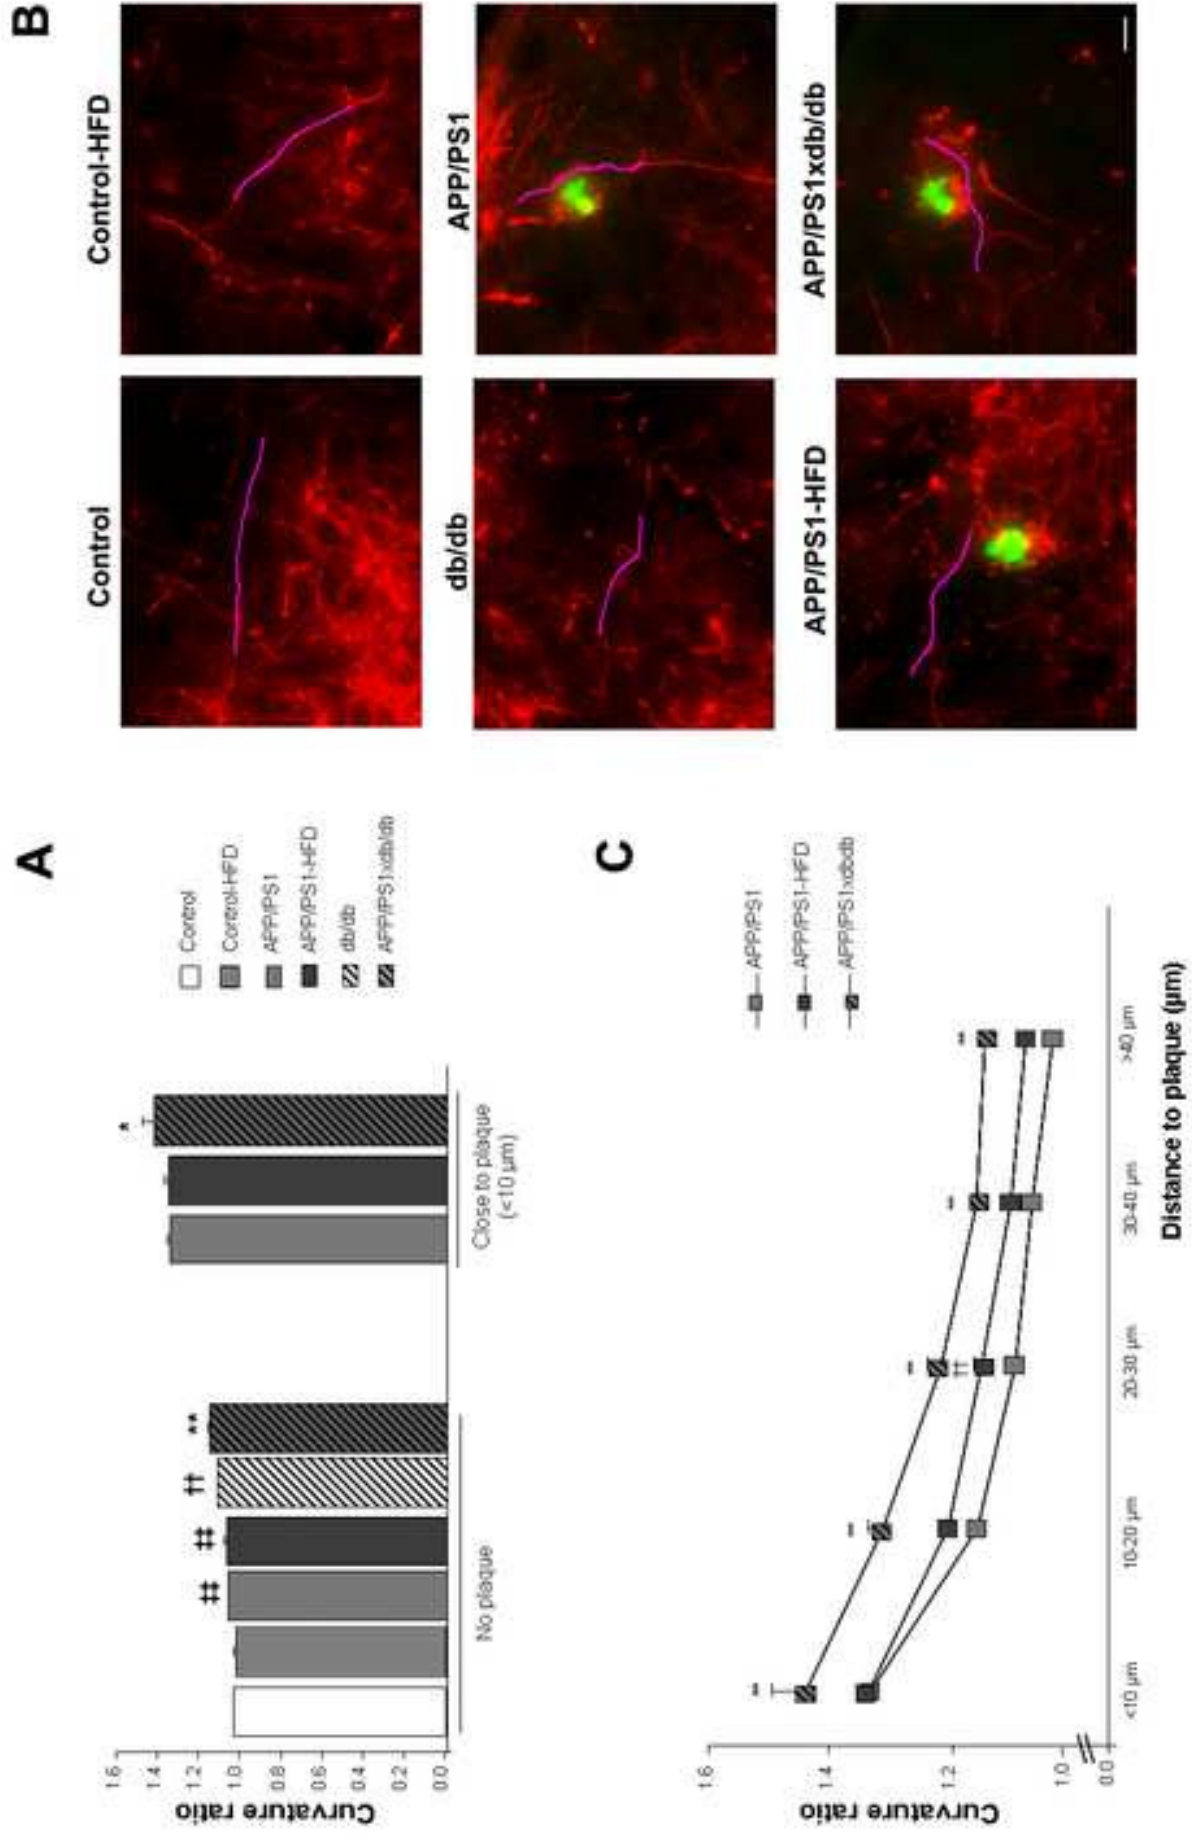 A
Curvature ratio
1.6
1.4
1.2
1.0
0.8
0.6
0.4
0.2
0.0
‡‡
‡‡
††
**
*
No plaque
Close to plaque
(<10 µm)
Control
Control-HFD
APP/PS1
APP/PS1-HFD
db/db
APP/PS1xdb/db
B
Control
Control-HFD
db/db
APP/PS1
APP/PS1-HFD
APP/PS1xdb/db
C
Curvature ratio
1.6
1.4
1.2
1.0
0.0
**
**
**
††
**
**
<10 µm
10-20 µm
20-30 µm
30-40 µm
>40 µm
Distance to plaque (µm)
APP/PS1
APP/PS1-HFD
APP/PS1xdbdb